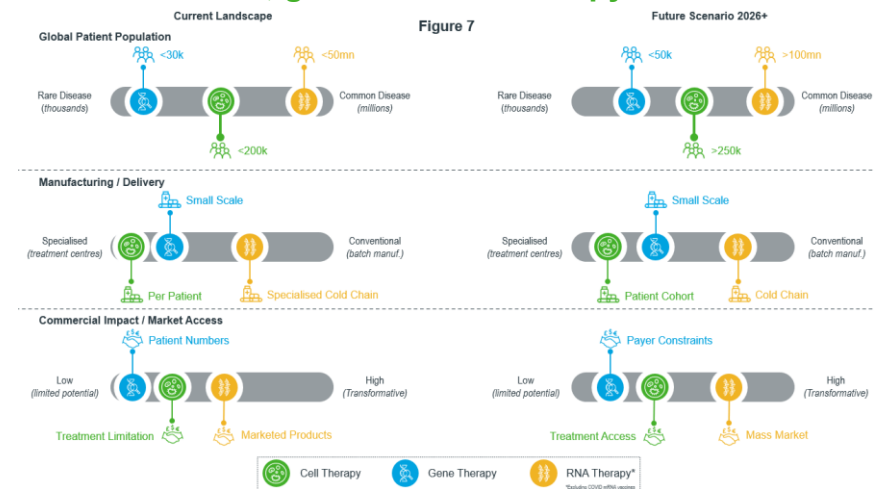 Current Landscape
Figure 7
Future Scenario 2026+
Global Patient Population
<30k
<50mn
<50k
>100mn
Rare Disease
(thousands)
Common Disease
(millions)
Rare Disease
(thousands)
Common Disease
(millions)
<200k
>250k
Manufacturing / Delivery
Small Scale
Small Scale
Specialised
(treatment centres)
Conventional
(batch manuf.)
Specialised
(treatment centres)
Conventional
(batch manuf.)
Per Patient
Specialised Cold Chain
Patient Cohort
Cold Chain
Commercial Impact / Market Access
Patient Numbers
Payer Constraints
Low
(limited potential)
High
(Transformative)
Low
(limited potential)
High
(Transformative)
Treatment Limitation
Marketed Products
Treatment Access
Mass Market
Cell Therapy
Gene Therapy
RNA Therapy*
*Excluding COVID mRNA vaccines